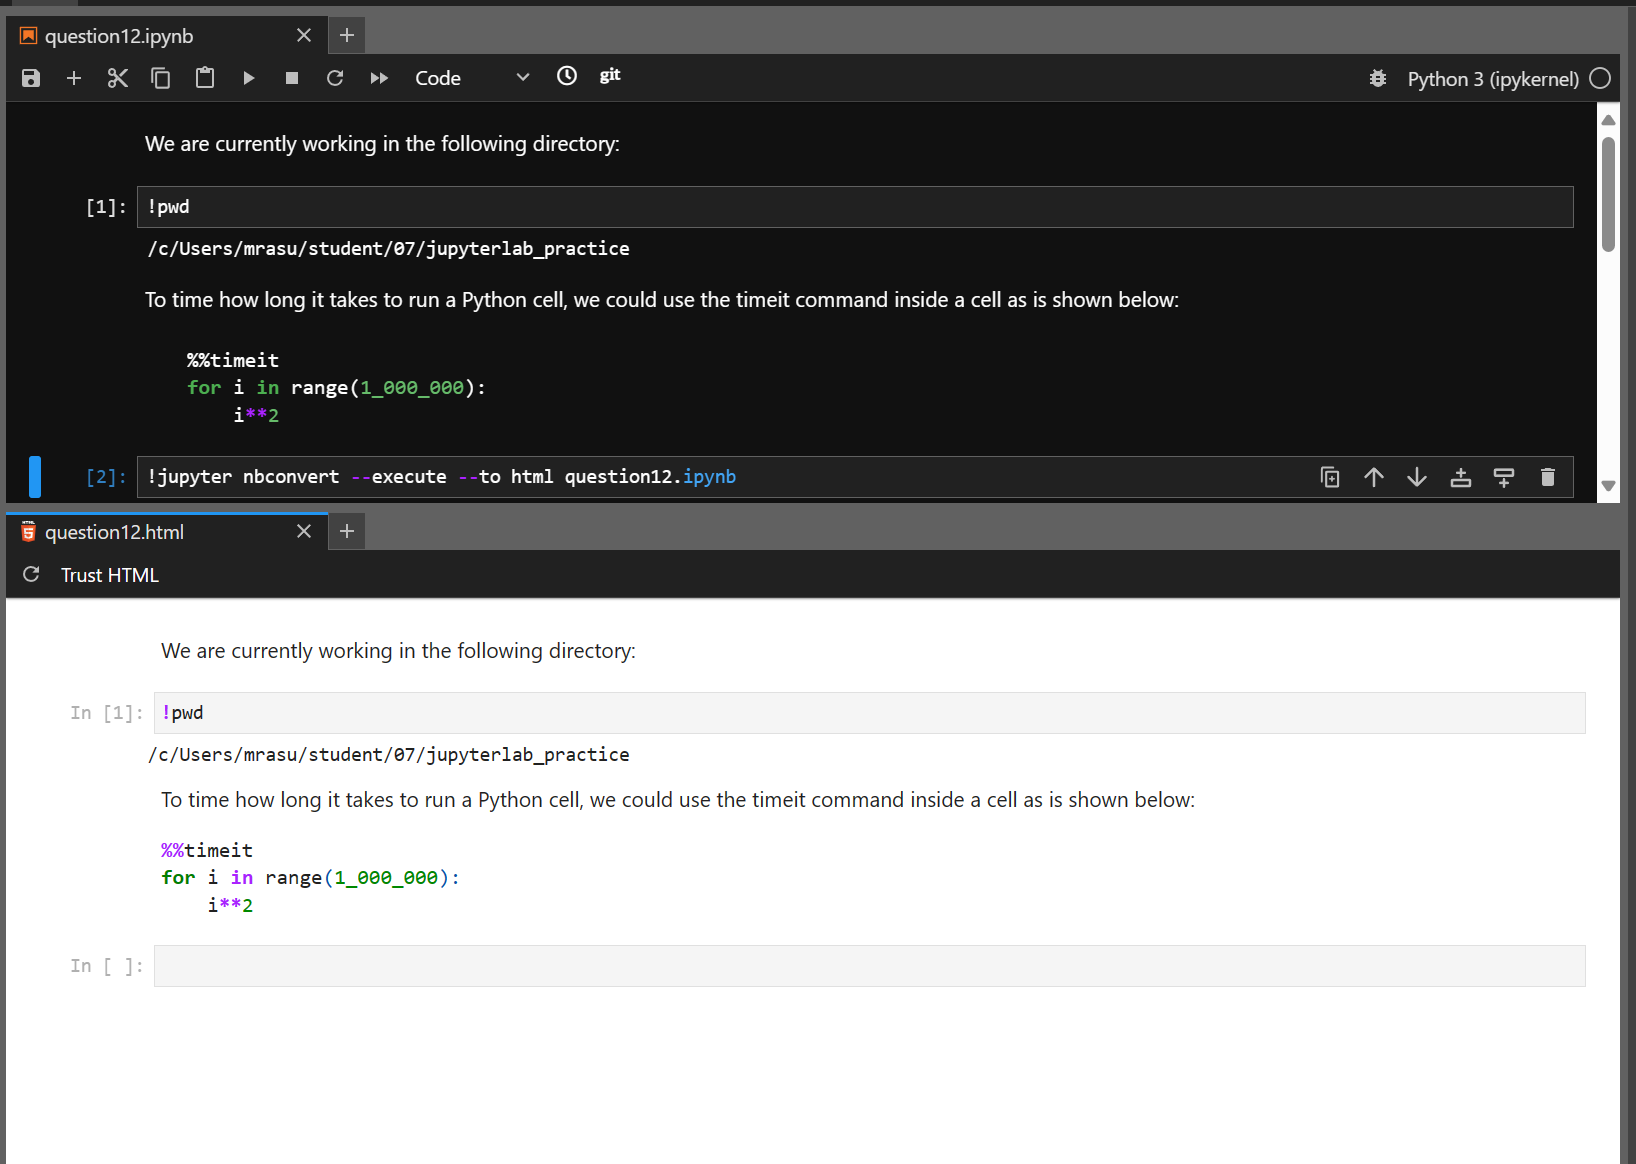 question12.ipynb
Code
git
Python 3 (ipykernel)
We are currently working in the following directory:
[1]: !pwd
/c/Users/mrasu/student/07/jupyterlab_practice
To time how long it takes to run a Python cell, we could use the timeit command inside a cell as is shown below:
%%timeit
for i in range(1_000_000):
    i**2
[2]: !jupyter nbconvert --execute --to html question12.ipynb
question12.html
Trust HTML
We are currently working in the following directory:
In [1]: !pwd
/c/Users/mrasu/student/07/jupyterlab_practice
To time how long it takes to run a Python cell, we could use the timeit command inside a cell as is shown below:
%%timeit
for i in range(1_000_000):
    i**2
In [ ]: